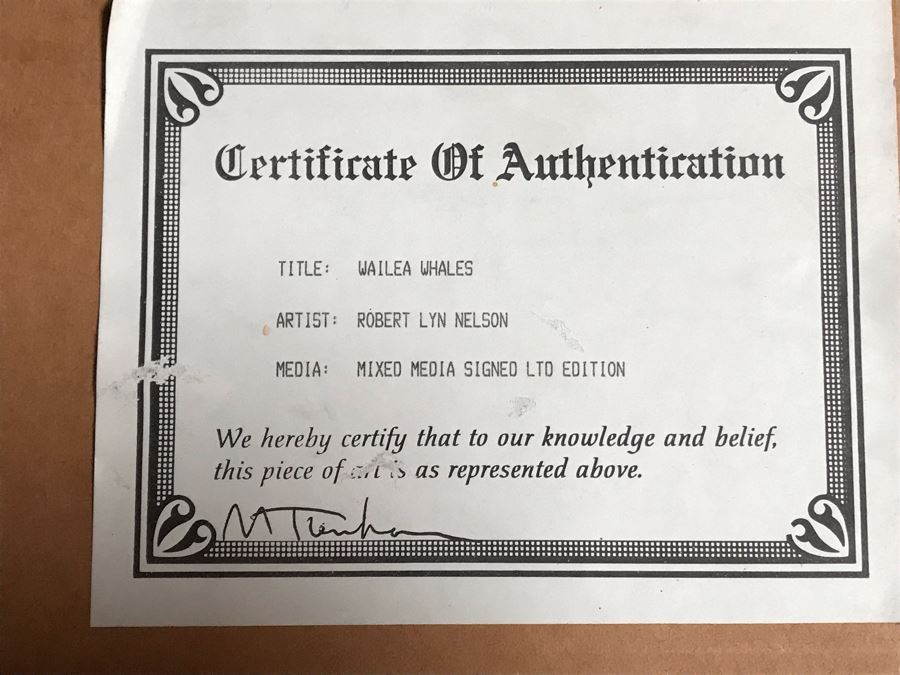 Certificate Of Authentication
TITLE: WAILEA WHALES
ARTIST: ROBERT LYN NELSON
MEDIA: MIXED MEDIA SIGNED LTD EDITION
We hereby certify that to our knowledge and belief,
this piece of art is as represented above.